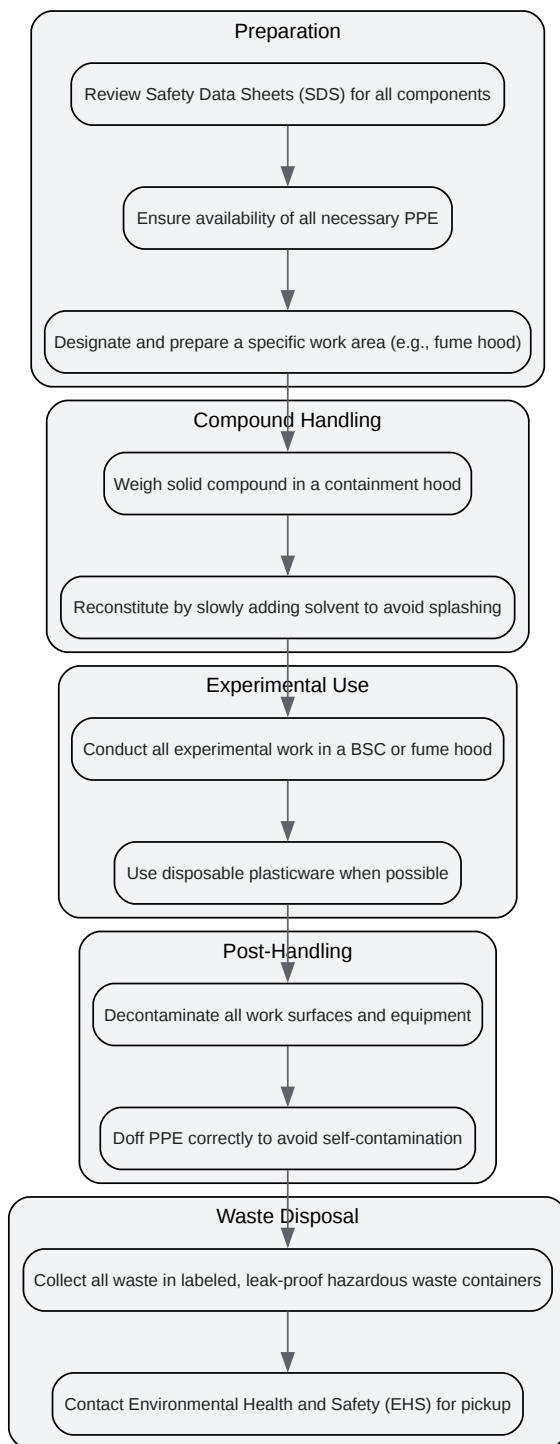 Preparation
Review Safety Data Sheets (SDS) for all components
Ensure availability of all necessary PPE
Designate and prepare a specific work area (e.g., fume hood)
Compound Handling
Weigh solid compound in a containment hood
Reconstitute by slowly adding solvent to avoid splashing
Experimental Use
Conduct all experimental work in a BSC or fume hood
Use disposable plasticware when possible
Post-Handling
Decontaminate all work surfaces and equipment
Doff PPE correctly to avoid self-contamination
Waste Disposal
Collect all waste in labeled, leak-proof hazardous waste containers
Contact Environmental Health and Safety (EHS) for pickup